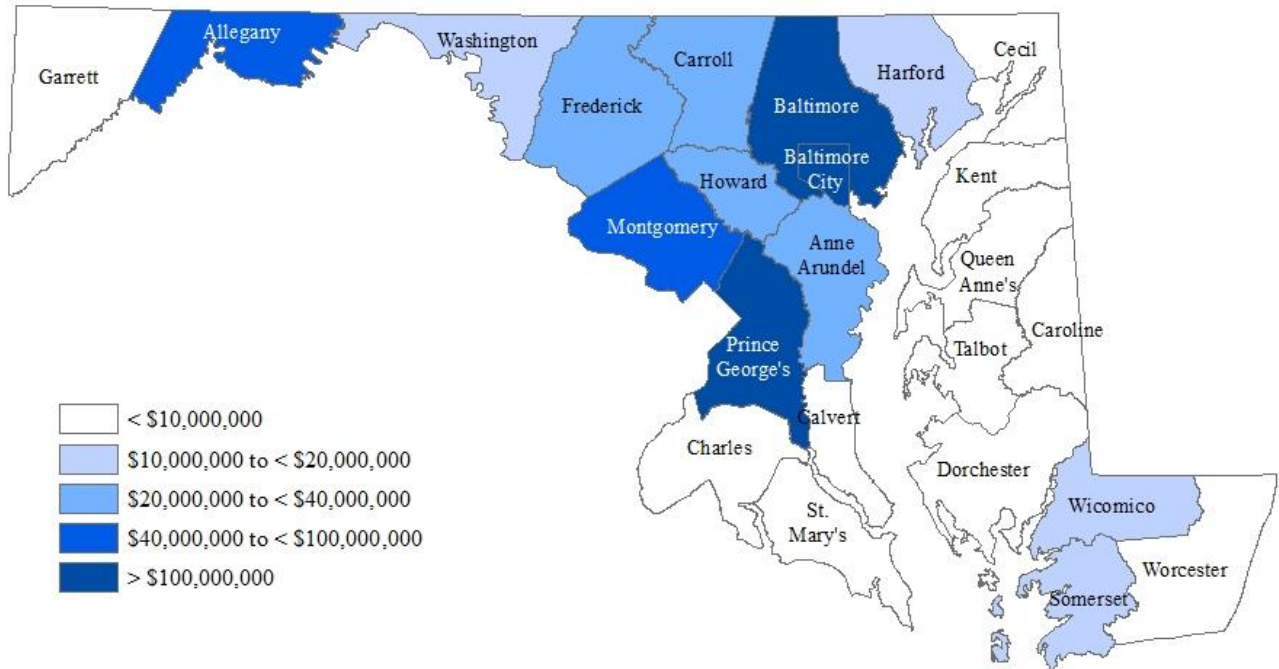 Allegany
Garrett
Washington
Carroll
Frederick
Baltimore
Harford
Cecil
Baltimore
City
Howard
Kent
Montgomery
Anne
Arundel
Queen
Anne's
Prince
George's
Talbot
Caroline
Calvert
Charles
St.
Mary's
Dorchester
Wicomico
Worcester
Somerset
< $10,000,000
$10,000,000 to < $20,000,000
$20,000,000 to < $40,000,000
$40,000,000 to < $100,000,000
> $100,000,000